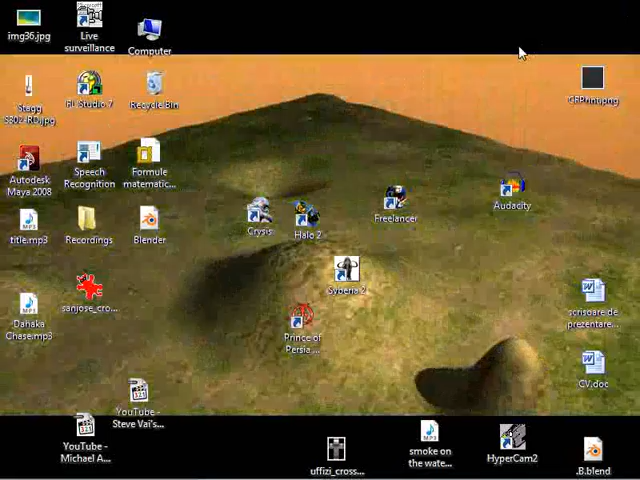 img36.jpg
Live
surveillance
Computer
Stagg
FL Studio 7
Recycle Bin
Autodesk
Maya 2008
Speech
Recognition
Formule
matematic...
title.mp3
Recordings
Blender
Crysis
Halo 2
Freelancer
Audacity
Syberia 2
Dahaka
Chase.mp3
sanjose_cro...
Prince of
Persia ...
scrisoare de
prezentare...
CV.doc
YouTube -
Steve Vai's...
YouTube -
Michael A...
uffizi_cross...
smoke on
the wate...
HyperCam2
.B.blend